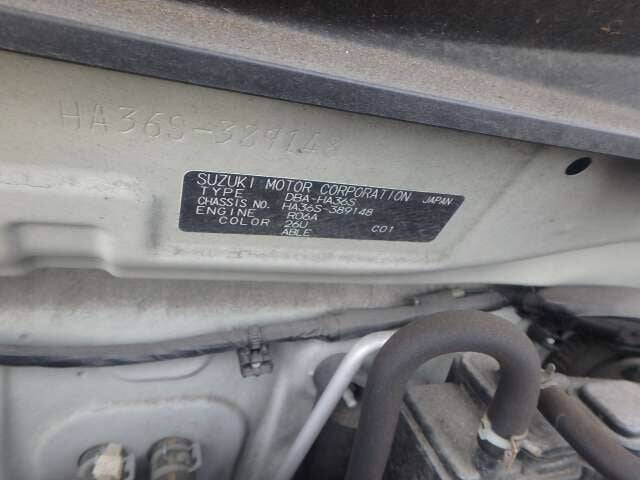 HA36S-389148
SUZUKI MOTOR CORPORATION JAPAN
TYPE DBA-HA36S
CHASSIS NO. HA36S-389148
ENGINE R06A
COLOR 26U C01
ABLE